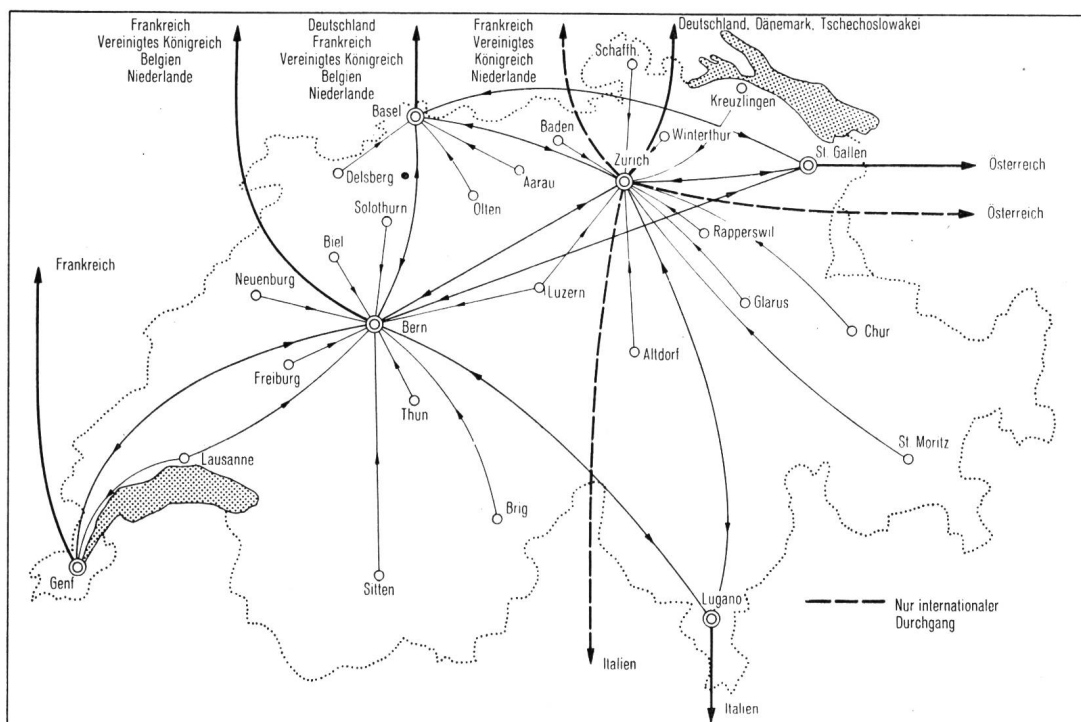 Frankreich
Vereinigtes Königreich
Belgien
Niederlande
Deutschland
Frankreich
Vereinigtes Königreich
Belgien
Niederlande
Frankreich
Vereinigtes
Königreich
Niederlande
Deutschland, Dänemark, Tschechoslowakei
Schaffh.
Kreuzlingen
Basel
Baden
Winterthur
Zürich
St. Gallen
Österreich
Delsberg
Aarau
Olten
Österreich
Solothurn
Rapperswil
Biel
Frankreich
Neuenburg
Luzern
Glarus
Bern
Chur
Altdorf
Freiburg
Thun
St. Moritz
Lausanne
Brig
Genf
Sitten
Lugano
Nur internationaler
Durchgang
Italien
Italien